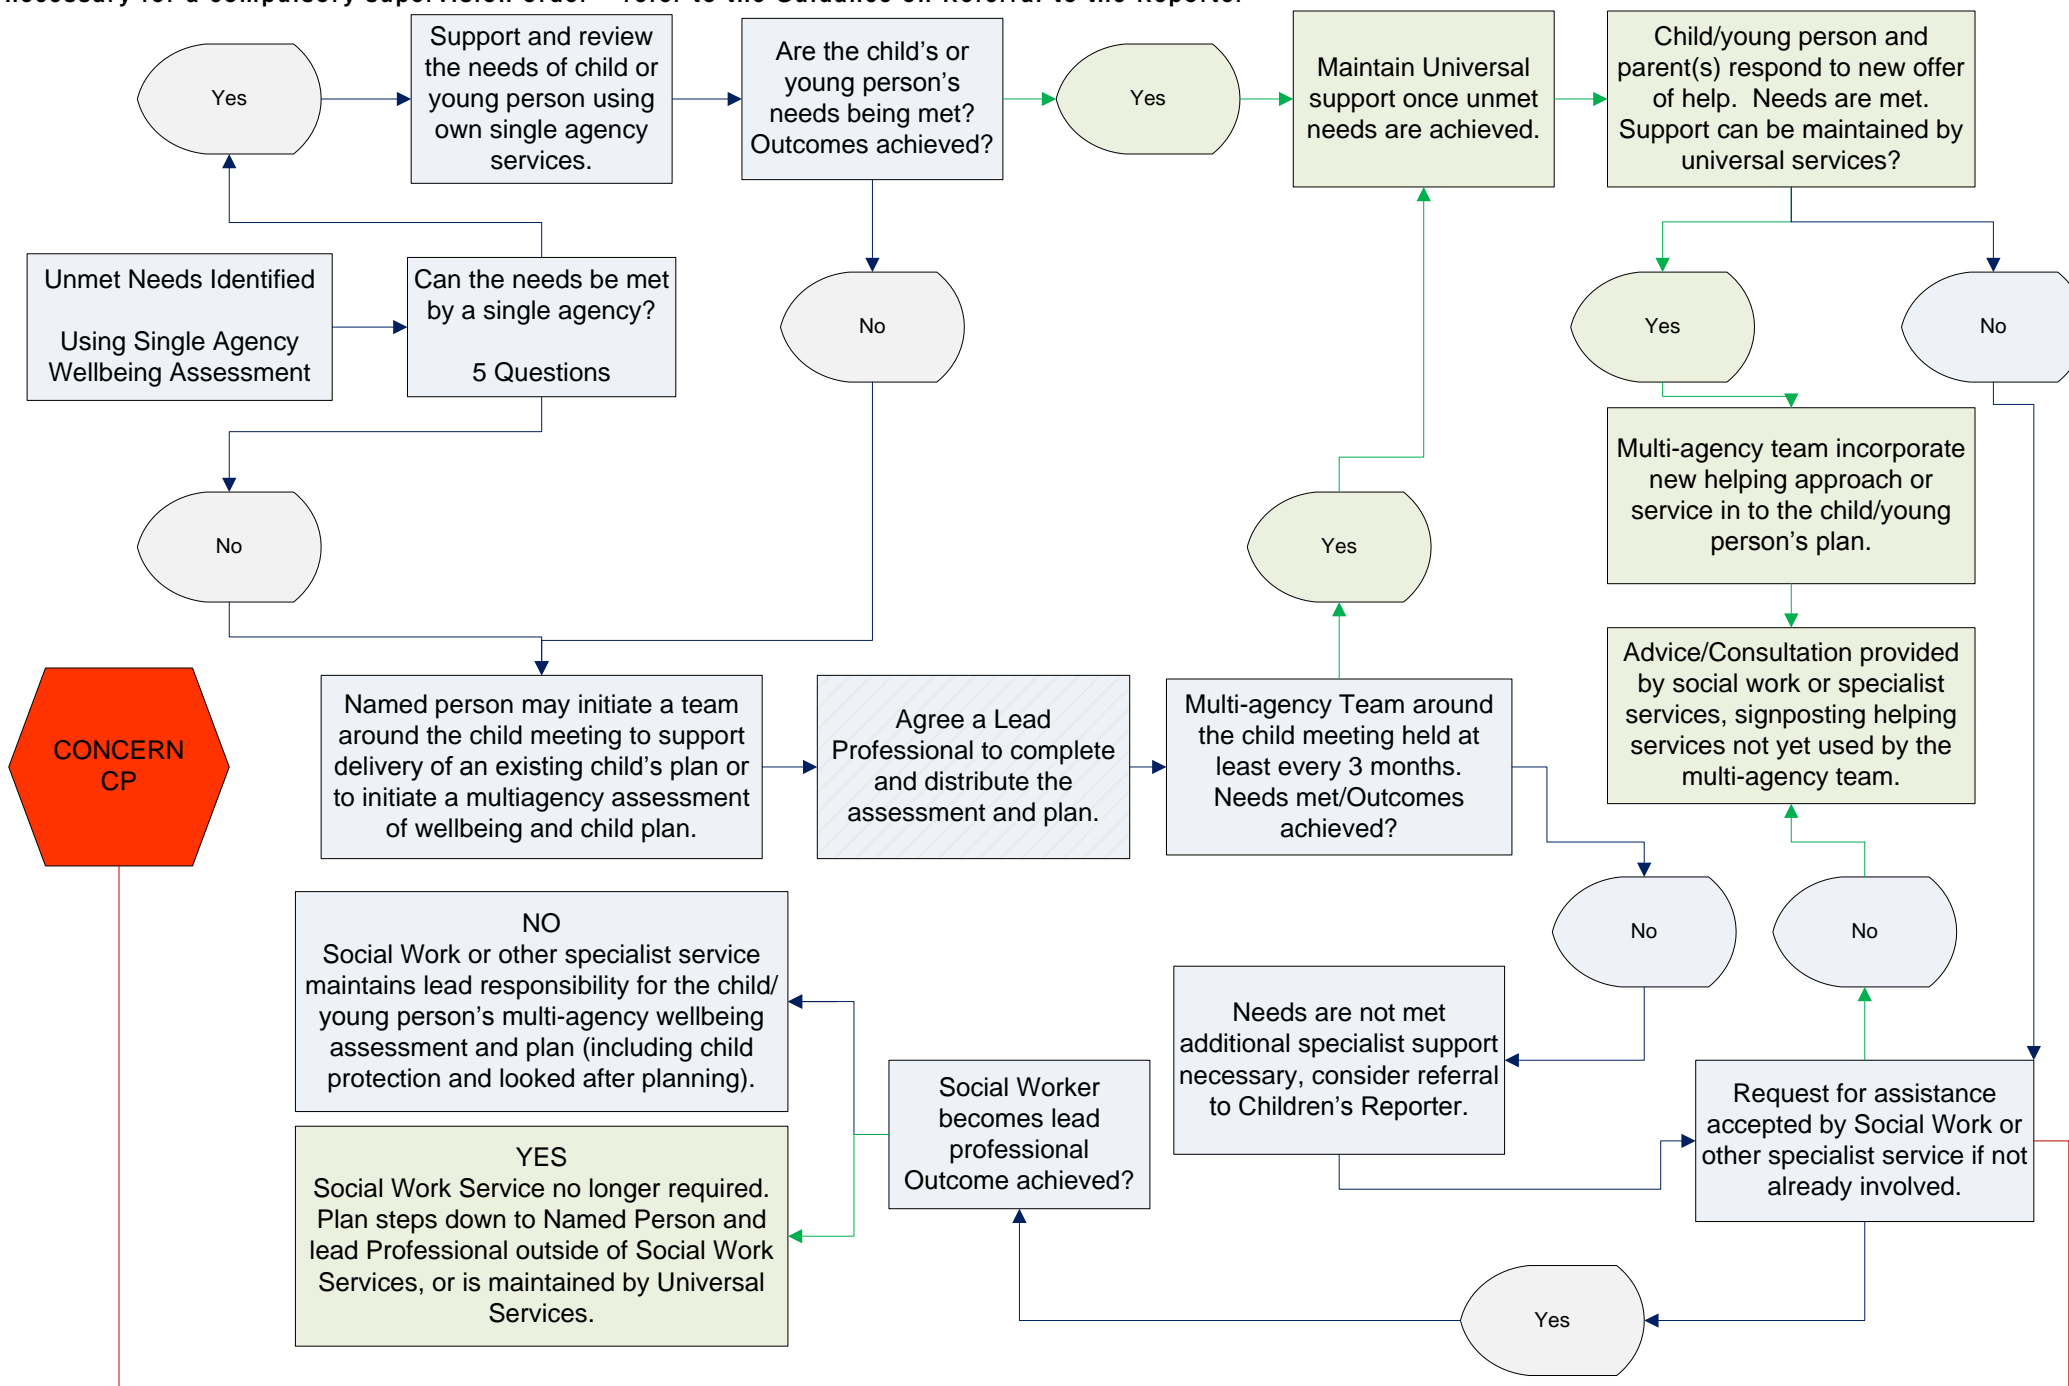 necessary for a compulsory supervision order – refer to the Guidance on Referral to the Reporter
Yes
Support and review
the needs of child or
young person using
own single agency
services.
Are the child’s or
young person’s
needs being met?
Outcomes achieved?
Yes
Maintain Universal
support once unmet
needs are achieved.
Child/young person and
parent(s) respond to new offer
of help. Needs are met.
Support can be maintained by
universal services?
Unmet Needs Identified
Using Single Agency
Wellbeing Assessment
Can the needs be met
by a single agency?
5 Questions
No
Yes
No
Multi-agency team incorporate
new helping approach or
service in to the child/young
person’s plan.
No
Yes
CONCERN
CP
Named person may initiate a team
around the child meeting to support
delivery of an existing child’s plan or
to initiate a multiagency assessment
of wellbeing and child plan.
Agree a Lead
Professional to complete
and distribute the
assessment and plan.
Multi-agency Team around
the child meeting held at
least every 3 months.
Needs met/Outcomes
achieved?
Advice/Consultation provided
by social work or specialist
services, signposting helping
services not yet used by the
multi-agency team.
NO
Social Work or other specialist service
maintains lead responsibility for the child/
young person’s multi-agency wellbeing
assessment and plan (including child
protection and looked after planning).
No
No
Needs are not met
additional specialist support
necessary, consider referral
to Children’s Reporter.
Social Worker
becomes lead
professional
Outcome achieved?
Request for assistance
accepted by Social Work or
other specialist service if not
already involved.
YES
Social Work Service no longer required.
Plan steps down to Named Person and
lead Professional outside of Social Work
Services, or is maintained by Universal
Services.
Yes